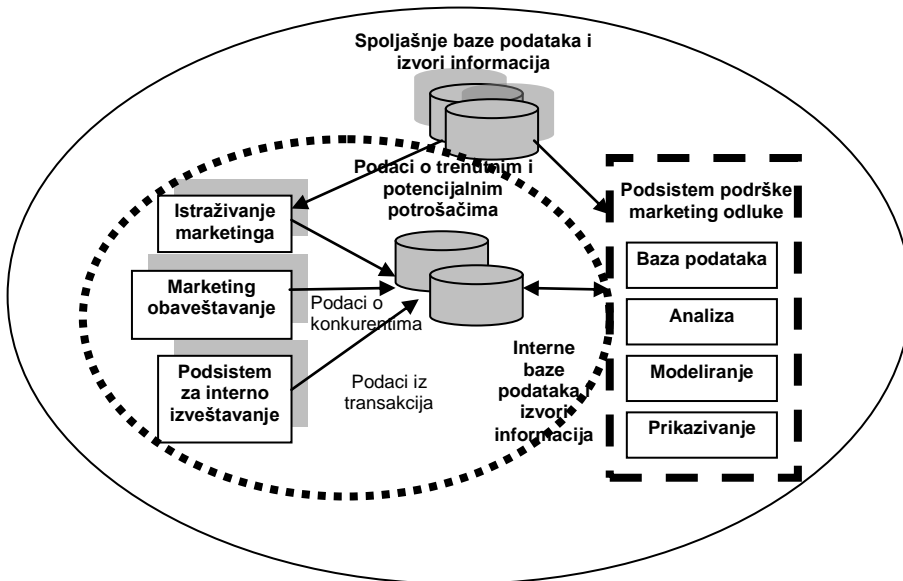 Spoljašnje baze podataka i
izvori informacija
Podaci o trenutnim i
potencijalnim
potrošačima
Podsistem podrške
marketing odluke
Istraživanje
marketinga
Baza podataka
Marketing
obaveštavanje
Podaci o
konkurentima
Analiza
Interne
baze
podataka i
izvori
informacija
Podsistem
za interno
izveštavanje
Podaci iz
transakcija
Modeliranje
Prikazivanje